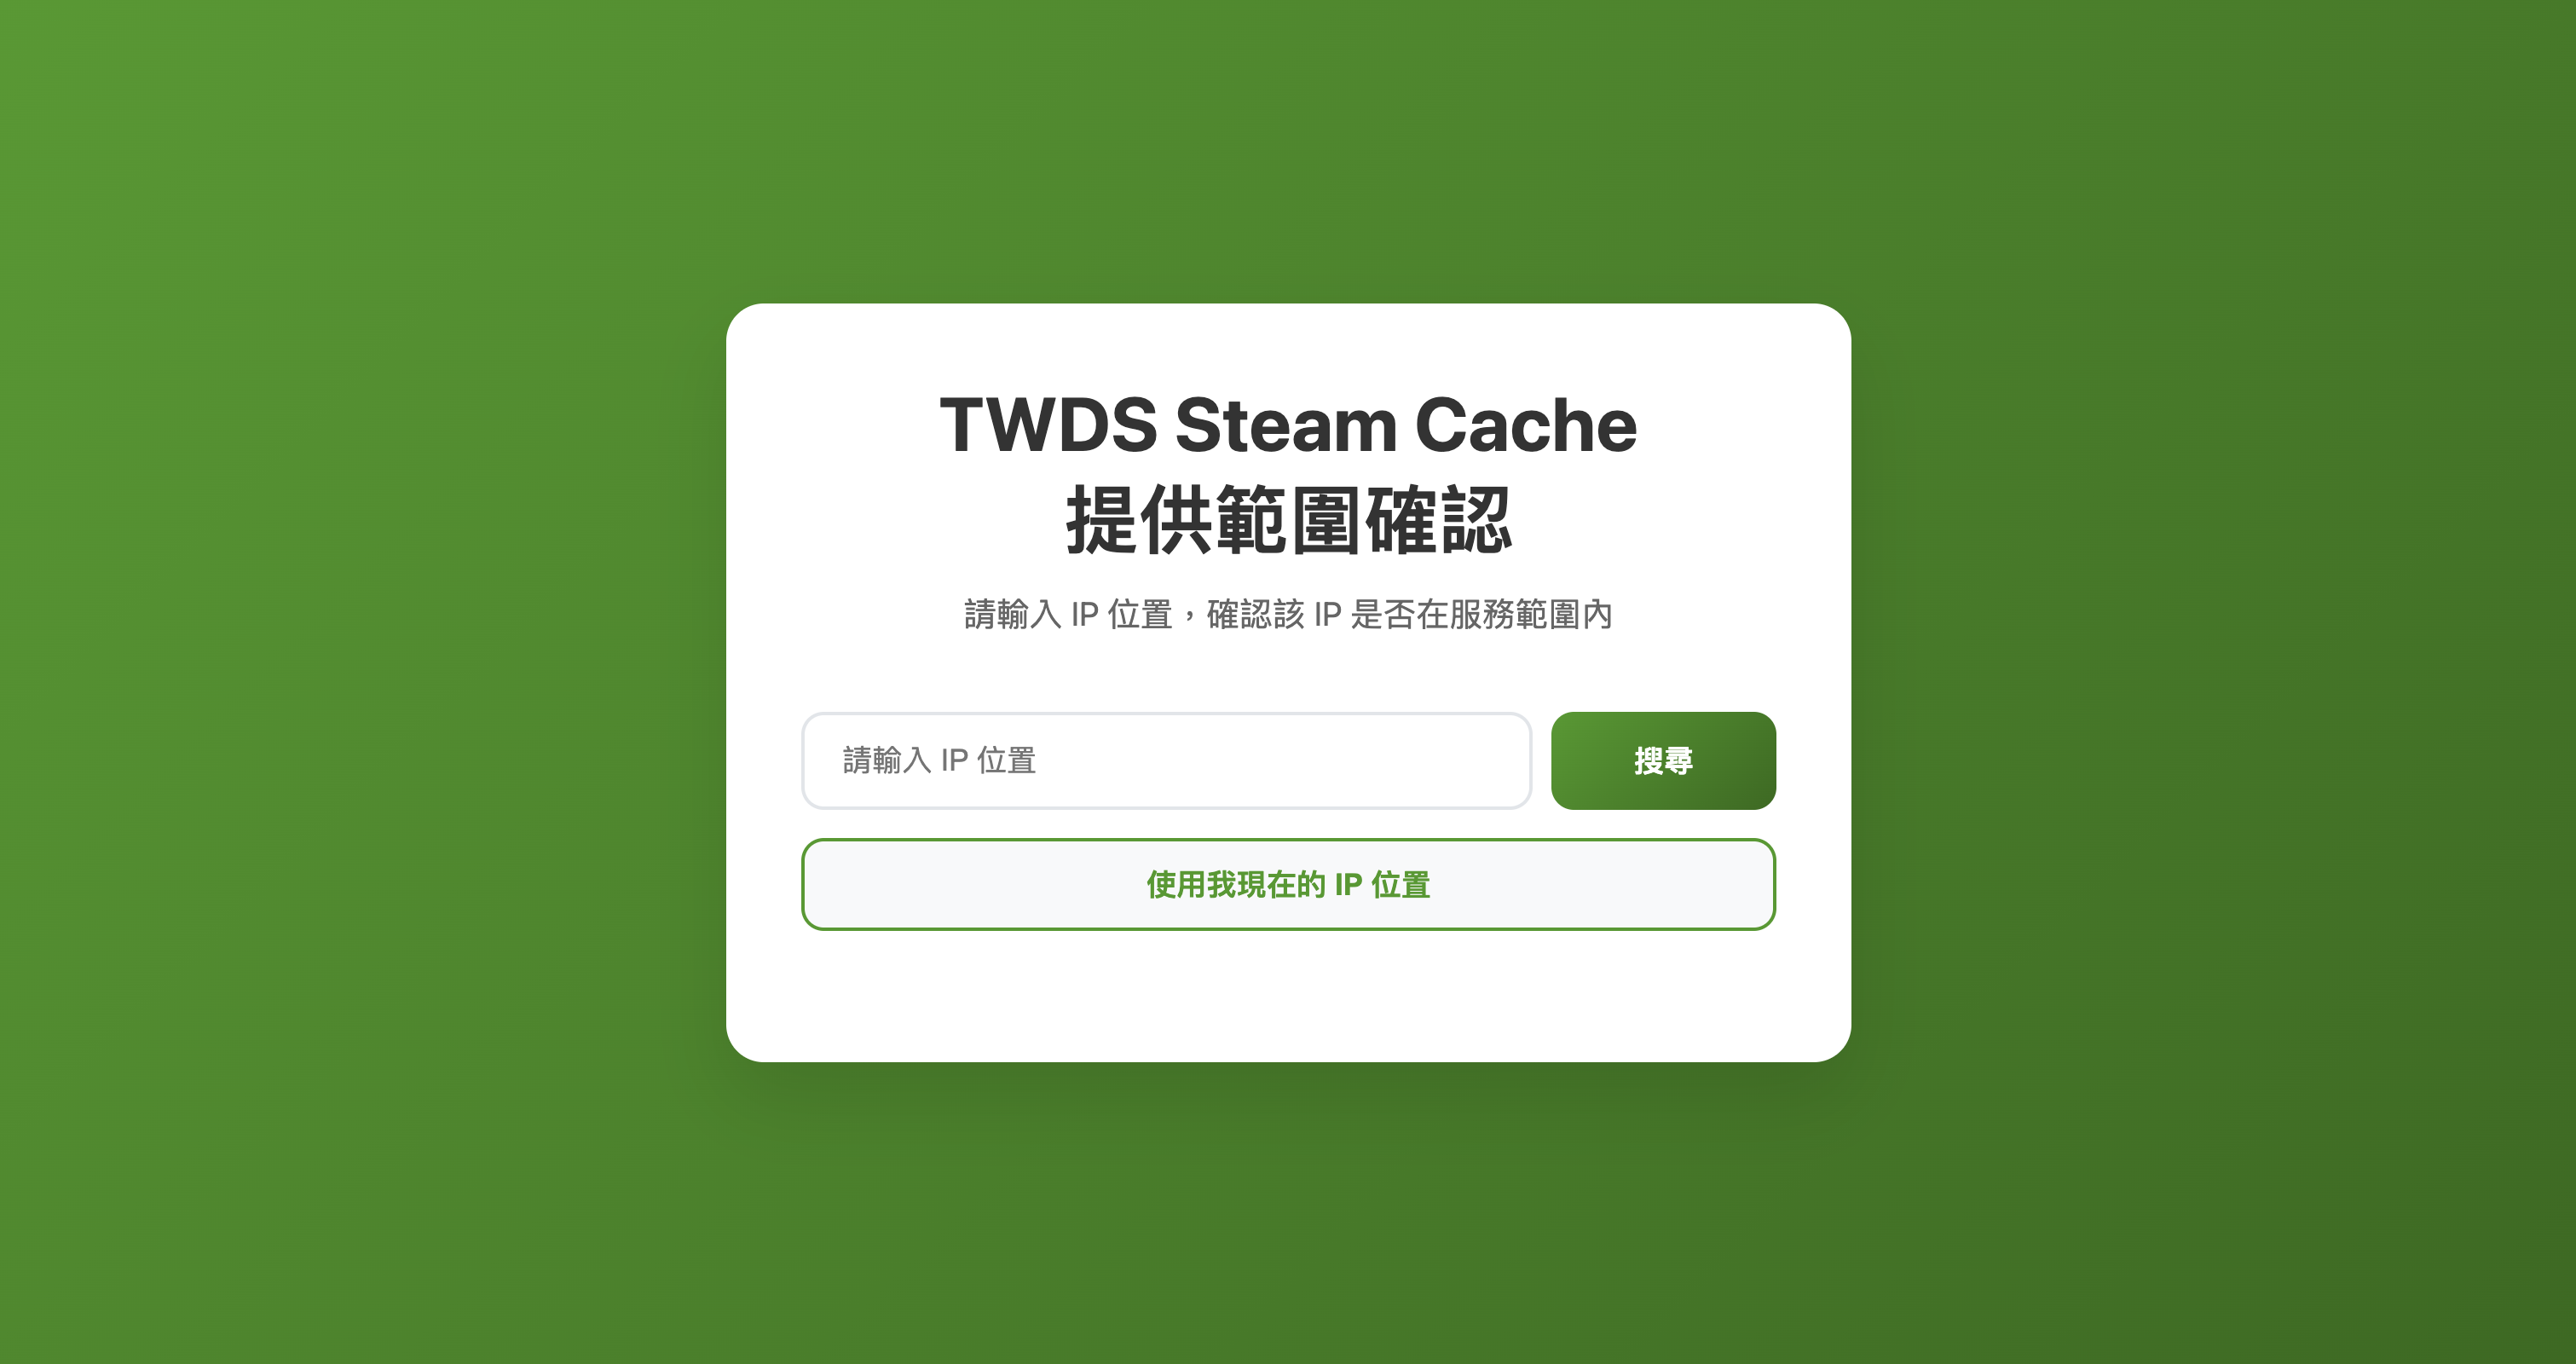 TWDS Steam Cache
提供範圍確認
請輸入 IP 位置，確認該 IP 是否在服務範圍內
請輸入 IP 位置
搜尋
使用我現在的 IP 位置